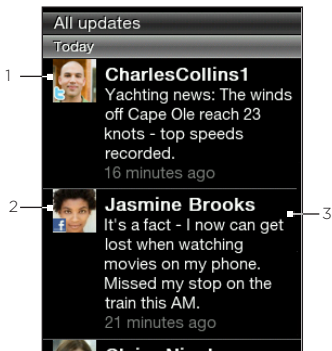 All updates
Today
1
CharlesCollins1
Yachting news: The winds
off Cape Ole reach 23
knots - top speeds
recorded.
16 minutes ago
2
Jasmine Brooks
3
It's a fact - I now can get
lost when watching
movies on my phone.
Missed my stop on the
train this AM.
21 minutes ago